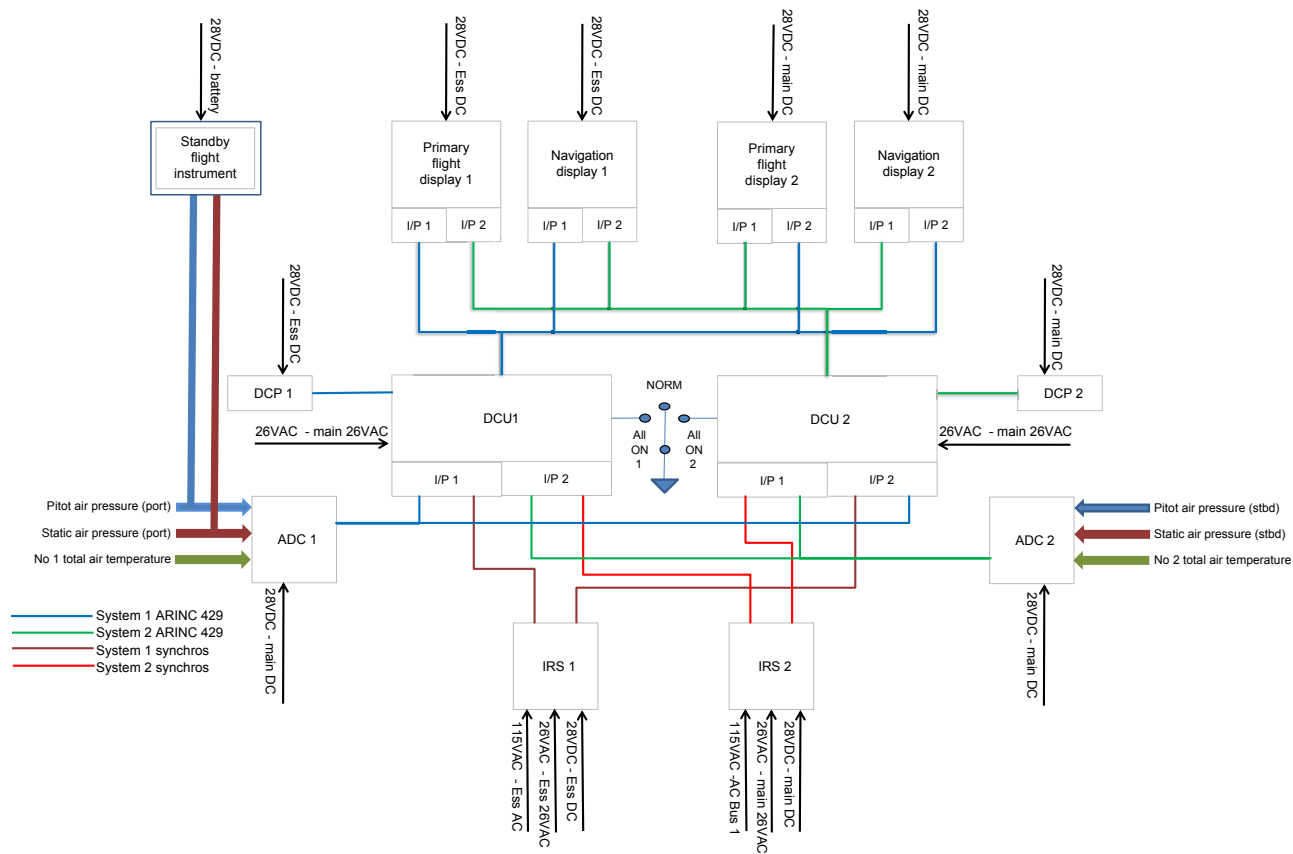 28VDC - battery
28VDC - Ess DC
28VDC - Ess DC
28VDC - main DC
28VDC - main DC
Standby
flight
instrument
Primary
flight
display 1
Navigation
display 1
Primary
flight
display 2
Navigation
display 2
I/P 1
I/P 2
I/P 1
I/P 2
I/P 1
I/P 2
I/P 1
I/P 2
28VDC - Ess DC
28VDC - main DC
DCP 1
DCU1
NORM
All
ON
1
All
ON
2
DCU 2
DCP 2
26VAC - main 26VAC
26VAC - main 26VAC
I/P 1
I/P 2
I/P 1
I/P 2
Pitot air pressure (port)
Static air pressure (port)
No 1 total air temperature
ADC 1
ADC 2
Pitot air pressure (stbd)
Static air pressure (stbd)
No 2 total air temperature
28VDC - main DC
28VDC - main DC
System 1 ARINC 429
System 2 ARINC 429
System 1 synchros
System 2 synchros
IRS 1
IRS 2
115VAC - Ess AC
26VAC - Ess 26VAC
28VDC - Ess DC
115VAC -AC Bus 1
26VAC - main 26VAC
28VDC - main DC